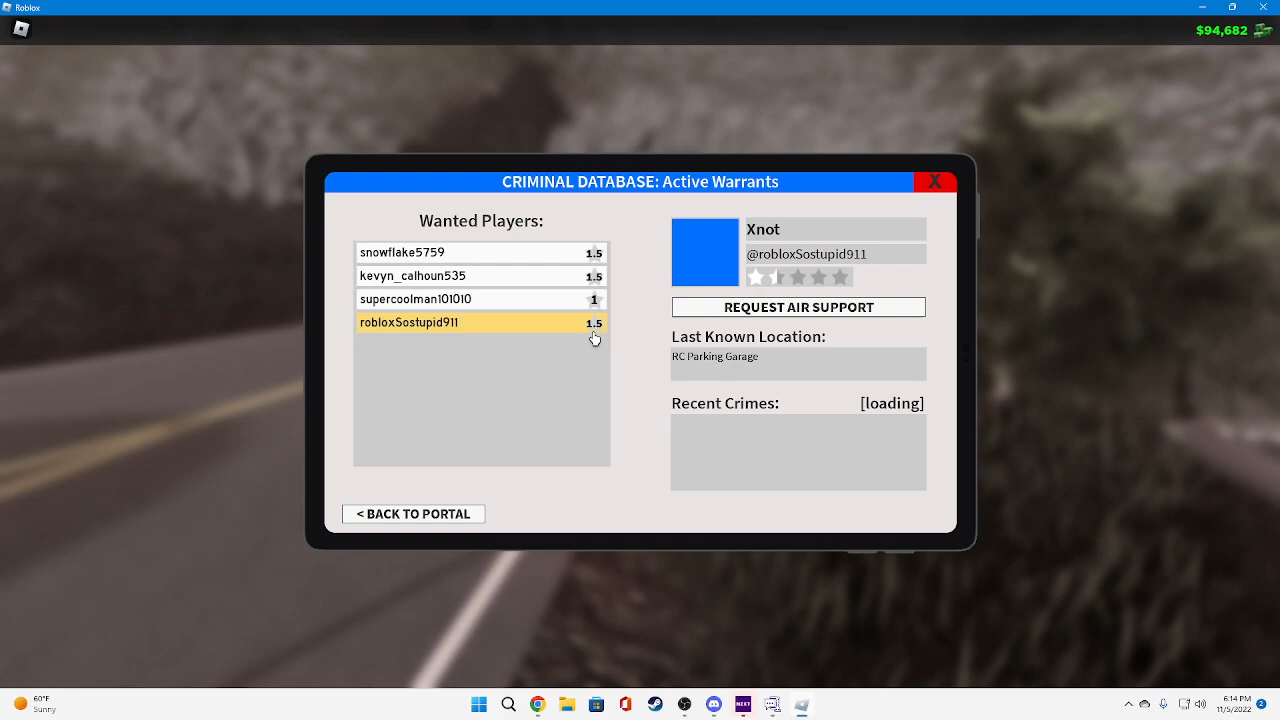 Roblox
$94,682
CRIMINAL DATABASE: Active Warrants
X
Wanted Players:
snowflake5759 1.5
kevyn_calhoun535 1.5
supercoolman101010 1
robloxSostupid911 1.5
Xnot
@robloxSostupid911
REQUEST AIR SUPPORT
Last Known Location:
RC Parking Garage
Recent Crimes: [loading]
< BACK TO PORTAL
60°F
Sunny
NZXT
6:14 PM
11/5/2022
2